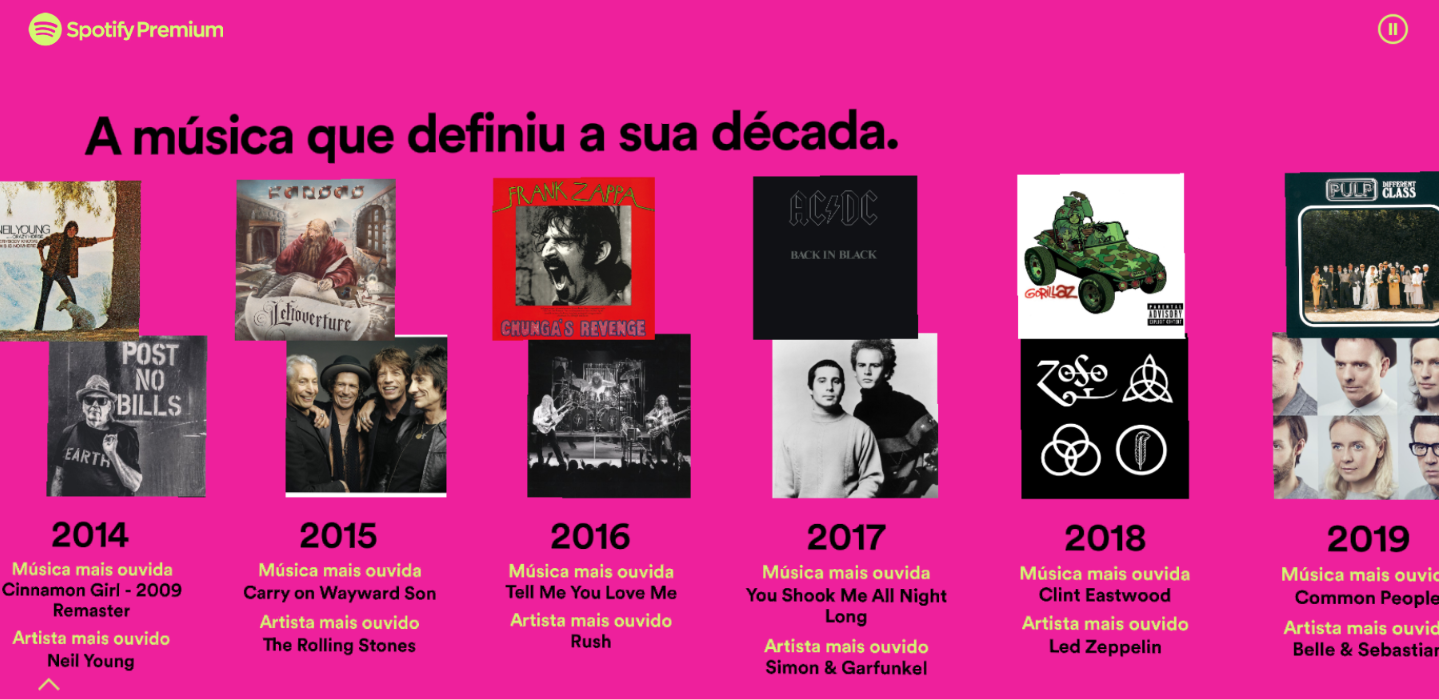 Spotify Premium
A música que definiu a sua década.
NEIL YOUNG
KANSAS
Leftoverture
FRANK ZAPPA
CHUNGA'S REVENGE
AC/DC
BACK IN BLACK
GORILLAZ
PARENTAL
ADVISORY
EXPLICIT CONTENT
PULP
DIFFERENT
CLASS
POST
NO
BILLS
EARTH
2014
Música mais ouvida
Cinnamon Girl - 2009
Remaster
Artista mais ouvido
Neil Young
2015
Música mais ouvida
Carry on Wayward Son
Artista mais ouvido
The Rolling Stones
2016
Música mais ouvida
Tell Me You Love Me
Artista mais ouvido
Rush
2017
Música mais ouvida
You Shook Me All Night
Long
Artista mais ouvido
Simon & Garfunkel
2018
Música mais ouvida
Clint Eastwood
Artista mais ouvido
Led Zeppelin
2019
Música mais
Common People
Artista mais
Belle & Sebastian